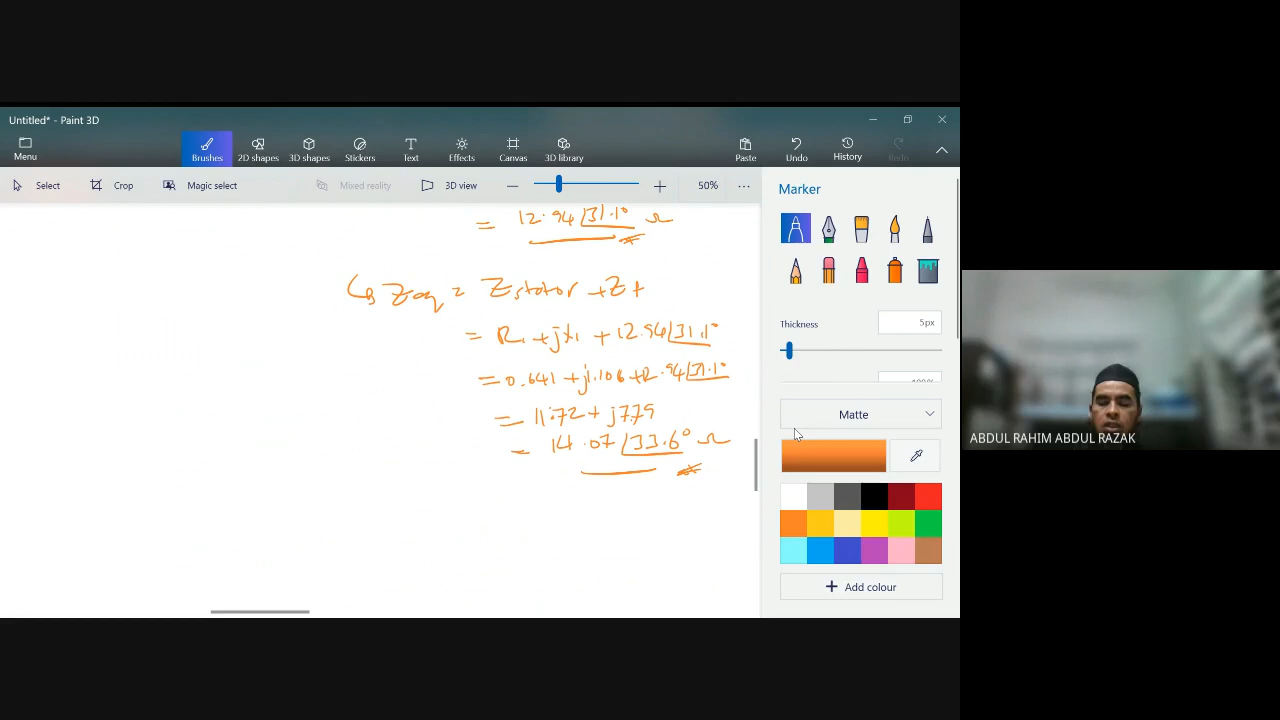 Untitled* - Paint 3D
Menu
Brushes
2D shapes
3D shapes
Stickers
Text
Effects
Canvas
3D library
Paste
Undo
History
Redo
Select
Crop
Magic select
Mixed reality
3D view
50%
Marker
= 12.94∠31.1° Ω
↳ Zeq = Zstator + Zf
= R1 + jX1 + 12.94∠31.1°
= 0.641 + j1.106 + 12.94∠31.1°
= 11.72 + j7.79
= 14.07∠33.6° Ω
Thickness
5px
Matte
Add colour
ABDUL RAHIM ABDUL RAZAK